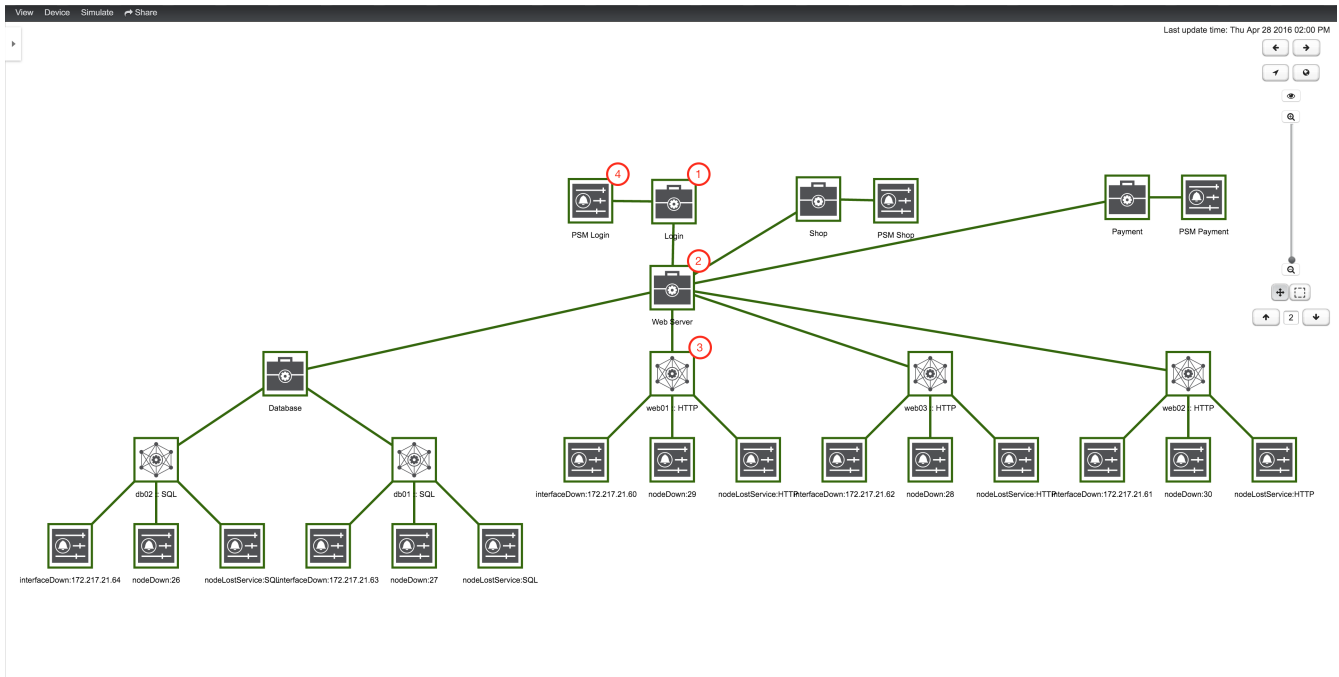 View Device Simulate Share
Last update time: Thu Apr 28 2016 02:00 PM
4
1
PSM Login
Login
Shop
PSM Shop
Payment
PSM Payment
2
Web Server
2
3
Database
web01 :: HTTP
web03 :: HTTP
web02 :: HTTP
db02 :: SQL
db01 :: SQL
interfaceDown:172.217.21.60
nodeDown:29
nodeLostService:HTTP
interfaceDown:172.217.21.62
nodeDown:28
nodeLostService:HTTP
interfaceDown:172.217.21.61
nodeDown:30
nodeLostService:HTTP
interfaceDown:172.217.21.64
nodeDown:26
nodeLostService:SQL
interfaceDown:172.217.21.63
nodeDown:27
nodeLostService:SQL